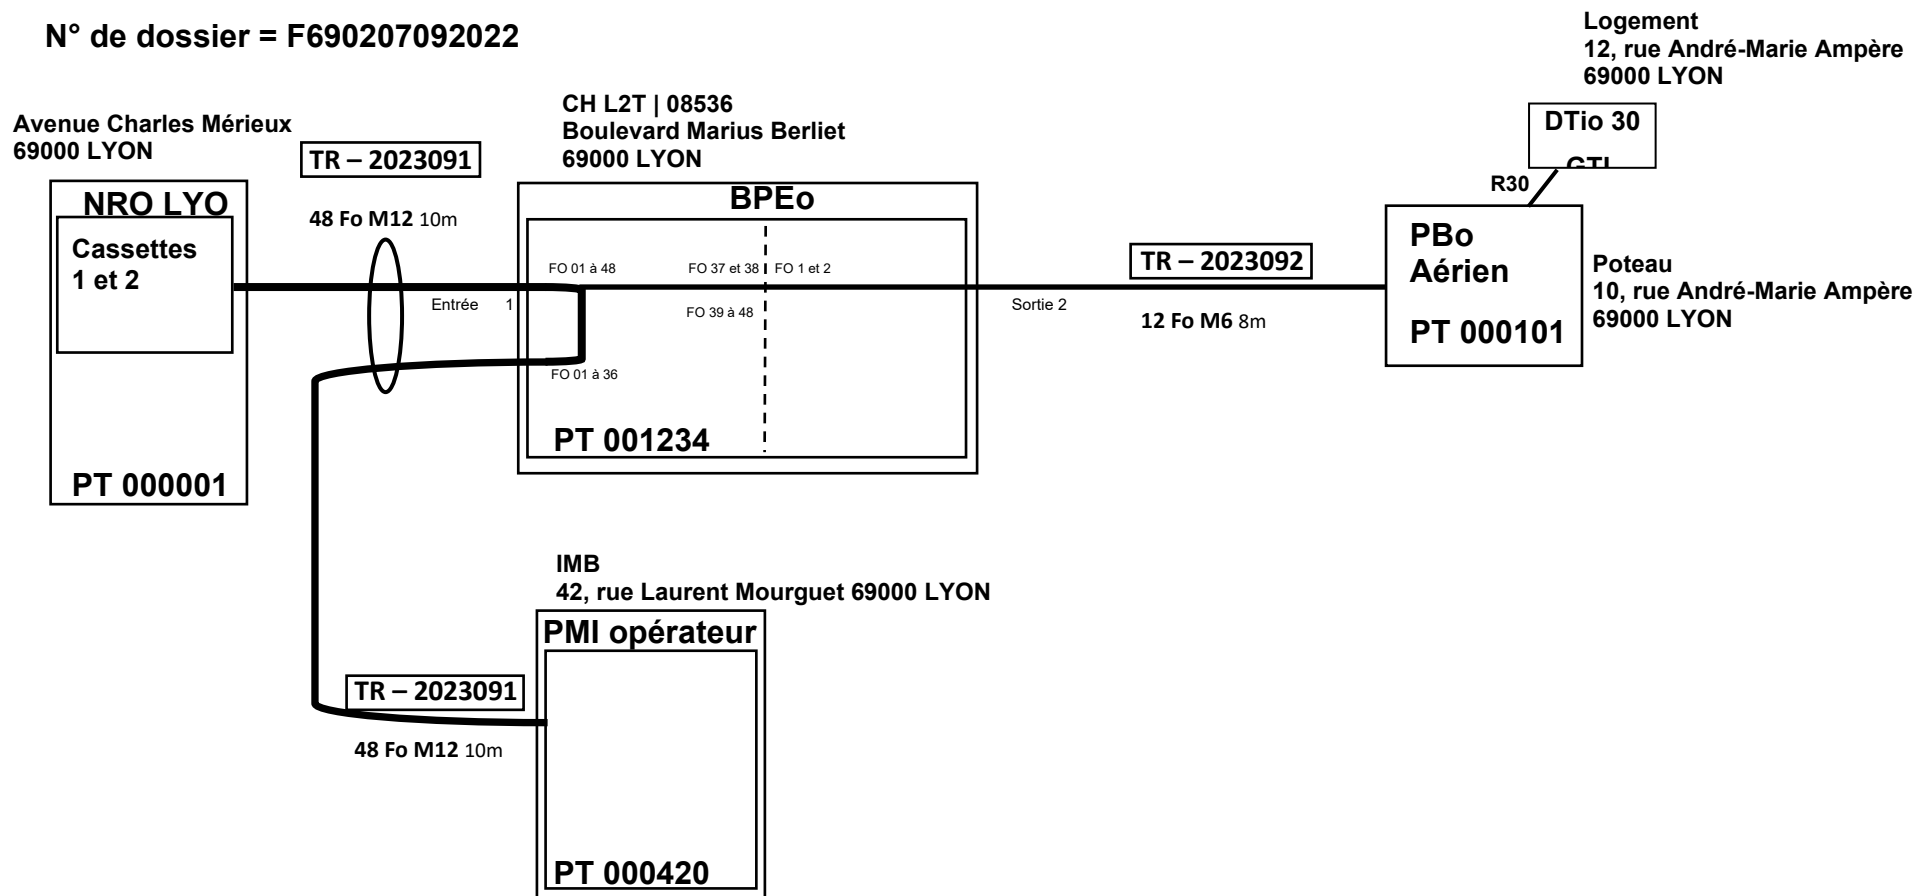 N° de dossier = F690207092022
Logement
12, rue André-Marie Ampère
69000 LYON
DTio 30
GTL
R30
Avenue Charles Mérieux
69000 LYON
TR – 2023091
48 Fo M12 10m
CH L2T | 08536
Boulevard Marius Berliet
69000 LYON
NRO LYO
Cassettes
1 et 2
PT 000001
BPEo
FO 01 à 48
FO 37 et 38
FO 1 et 2
Entrée 1
FO 39 à 48
FO 01 à 36
PT 001234
Sortie 2
TR – 2023092
12 Fo M6 8m
PBo
Aérien
PT 000101
Poteau
10, rue André-Marie Ampère
69000 LYON
IMB
42, rue Laurent Mourguet 69000 LYON
PMI opérateur
TR – 2023091
48 Fo M12 10m
PT 000420